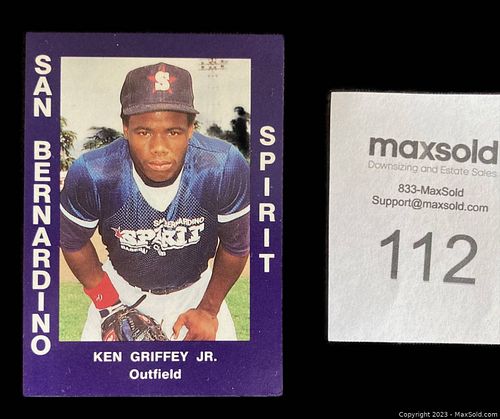 SAN BERNARDINO
SPIRIT
S
SAN BERNARDINO
SPIRIT
KEN GRIFFEY JR.
Outfield
maxsold
Downsizing and Estate Sales
833-MaxSold
Support@maxsold.com
112
Copyright 2023 - MaxSold.com